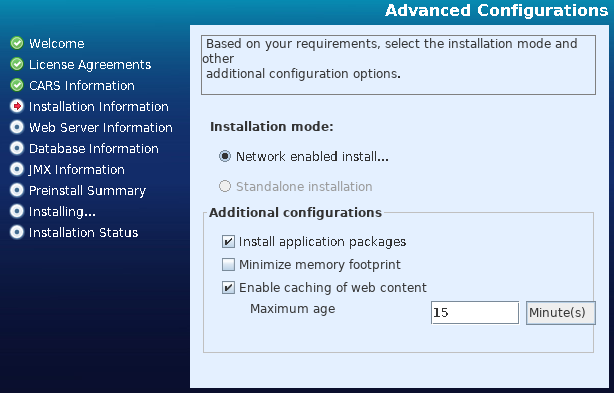 Advanced Configurations
Welcome
License Agreements
CARS Information
Installation Information
Web Server Information
Database Information
JMX Information
Preinstall Summary
Installing...
Installation Status
Based on your requirements, select the installation mode and
other
additional configuration options.
Installation mode:
Network enabled install...
Standalone installation
Additional configurations
Install application packages
Minimize memory footprint
Enable caching of web content
Maximum age 15 Minute(s)